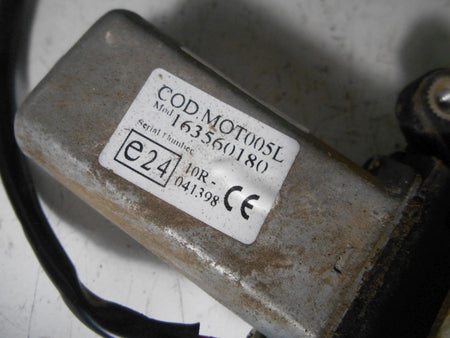 COD.MOT005L
Mod 163560180
Serial Number
e24 10R-
041398 CE